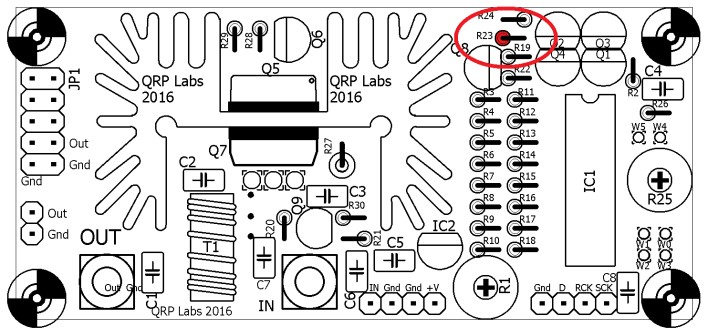 R24
R23
R29
R28
Q6
Q8
Q2
Q3
R19
Q4
Q1
R22
JP1
QRP Labs
2016
Q5
QRP Labs
2016
C4
R2
R3
R11
R26
R4
R12
W5
W4
Out
Q7
R27
R5
R13
Gnd
C2
R6
R14
IC1
Gnd
R7
R15
R25
C3
R8
R16
Out
Q9
R30
R20
R9
R17
Gnd
OUT
T1
R21
IC2
R10
R18
W1
W0
C7
C5
W2
W3
Out
Gnd
C1
C6
R1
C8
IN
Gnd
Gnd
+V
Gnd
D
RCK
SCK
QRP Labs 2016
IN